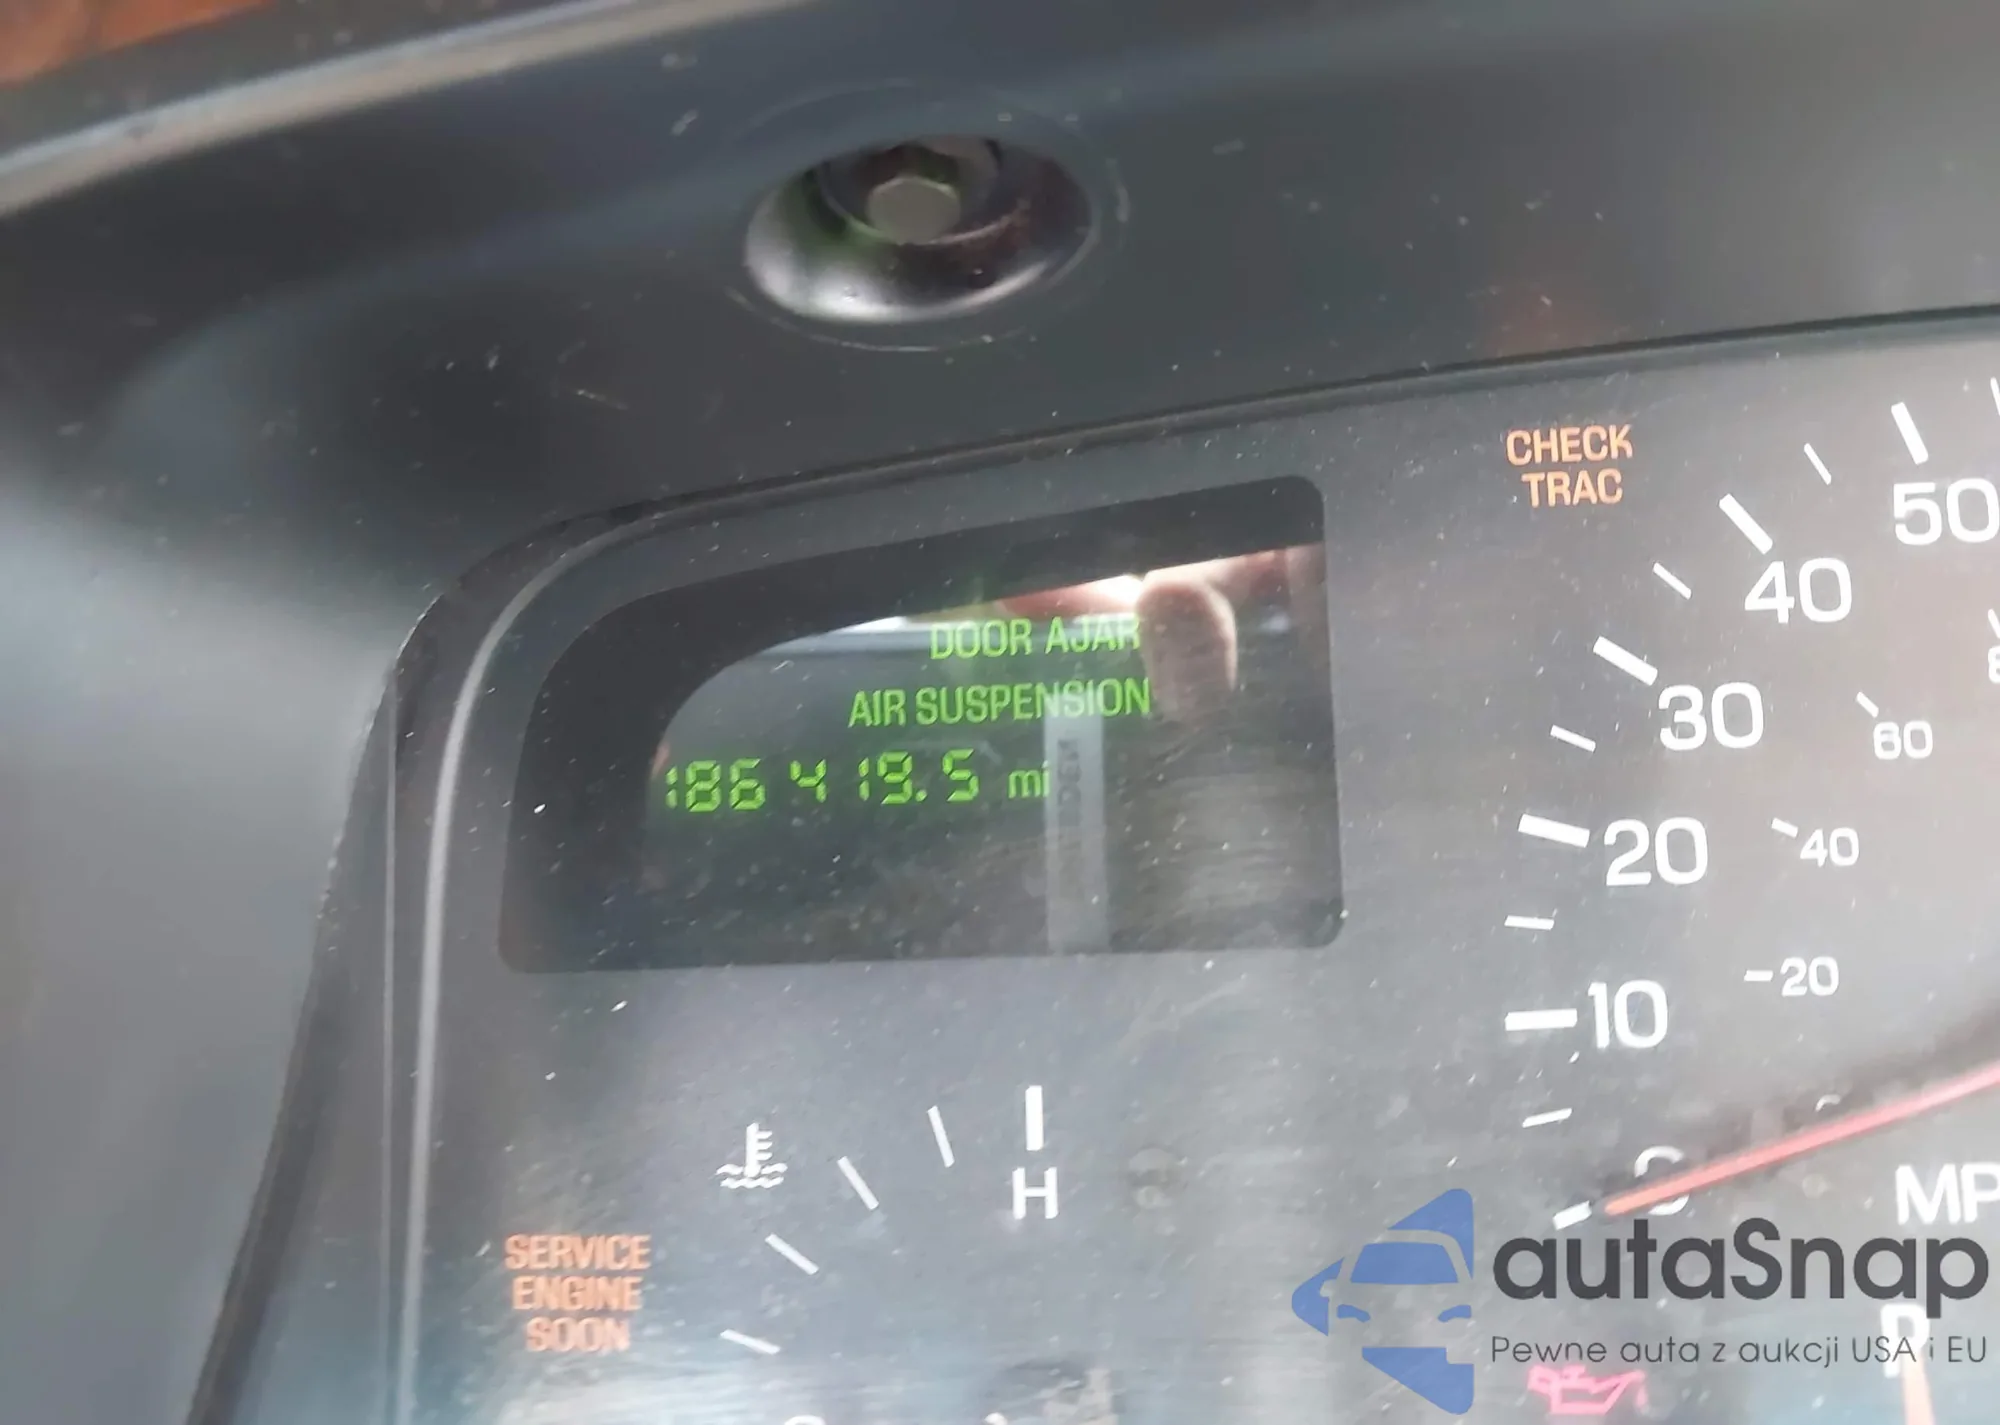 CHECK
TRAC
DOOR AJAR
AIR SUSPENSION
186419.5 mi
50
40
30
60
20
40
10
20
H
MP
SERVICE
ENGINE
SOON
autaSnap
Pewne auta z aukcji USA i EU